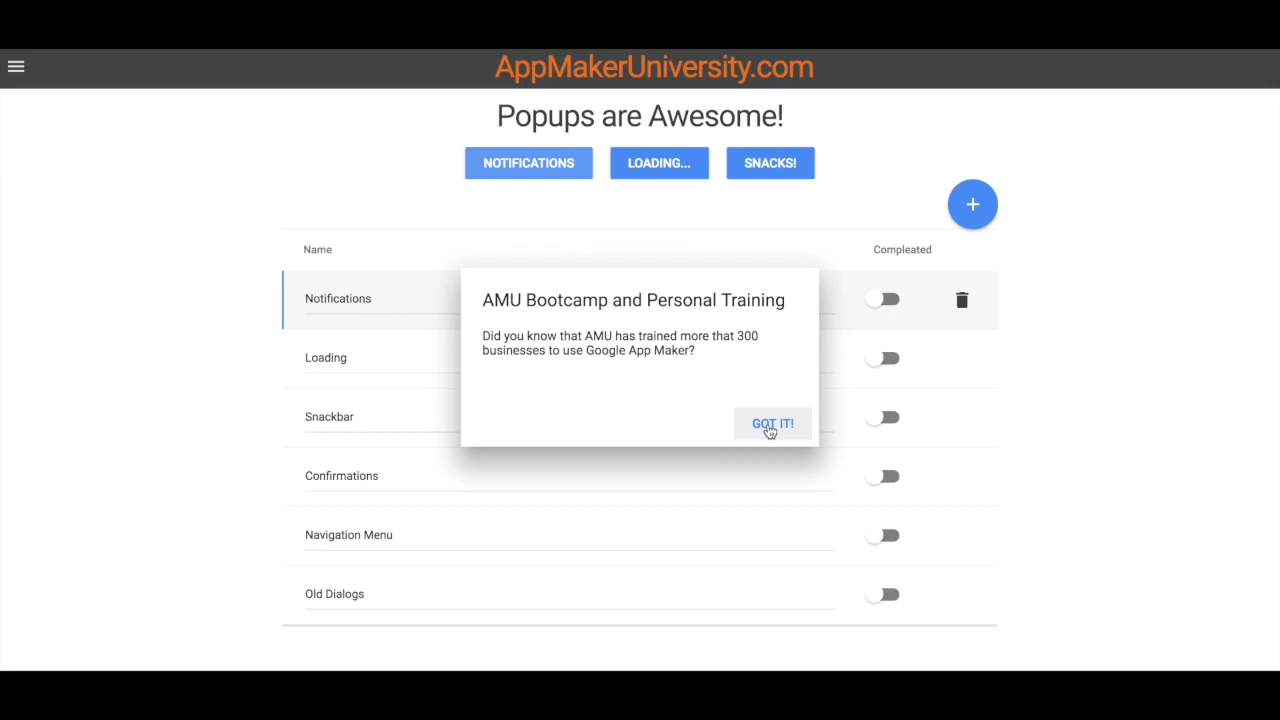 AppMakerUniversity.com
Popups are Awesome!
NOTIFICATIONS
LOADING...
SNACKS!
+
Name
Compleated
Notifications
AMU Bootcamp and Personal Training
Did you know that AMU has trained more that 300
businesses to use Google App Maker?
GOT IT!
Loading
Snackbar
Confirmations
Navigation Menu
Old Dialogs